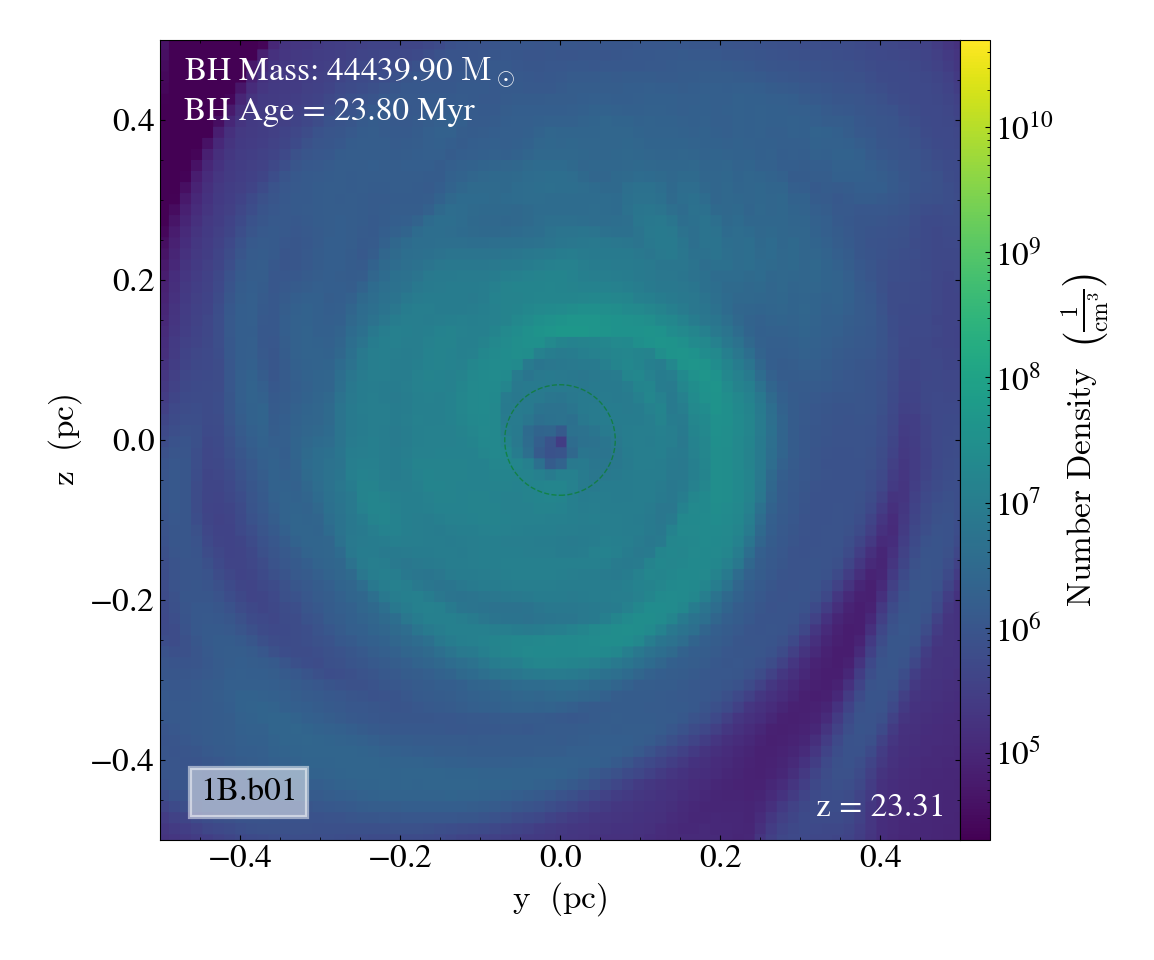 BH Mass: 44439.90 M⊙
BH Age = 23.80 Myr
0.4
0.2
0.0
−0.2
−0.4
z (pc)
1B.b01
z = 23.31
−0.4 −0.2 0.0 0.2 0.4
y (pc)
10¹⁰
10⁹
10⁸
10⁷
10⁶
10⁵
Number Density (1/cm³)